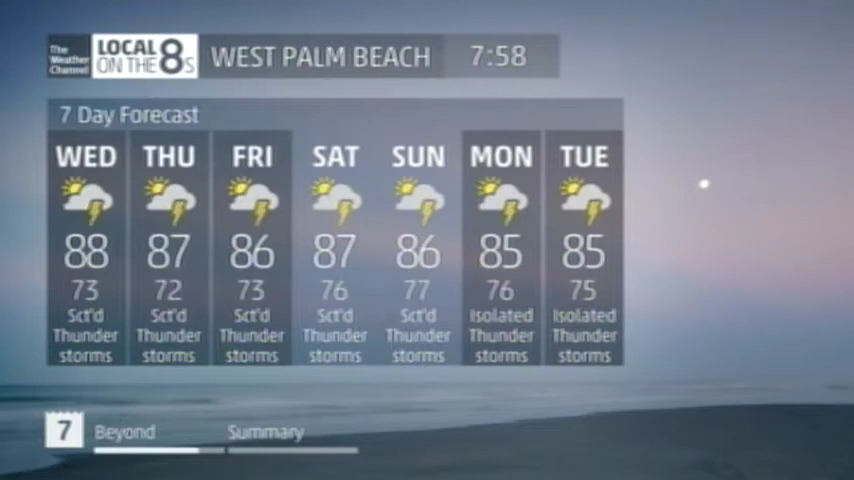 The Weather Channel
LOCAL ON THE 8s
WEST PALM BEACH
7:58
7 Day Forecast
WED THU FRI SAT SUN MON TUE
88 87 86 87 86 85 85
73 72 73 76 77 76 75
Sct'd Sct'd Sct'd Sct'd Sct'd Isolated Isolated
Thunder Thunder Thunder Thunder Thunder Thunder Thunder
storms storms storms storms storms storms storms
7 Beyond Summary